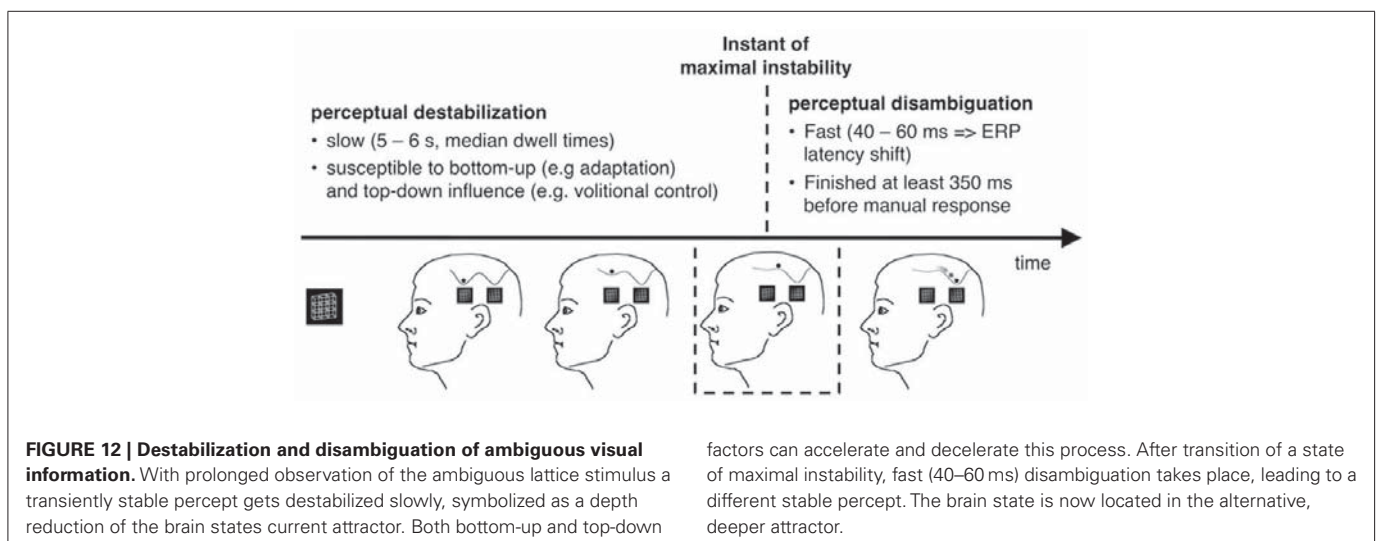 Instant of
maximal instability
perceptual destabilization
• slow (5 – 6 s, median dwell times)
• susceptible to bottom-up (e.g adaptation)
and top-down influence (e.g. volitional control)
perceptual disambiguation
• Fast (40 – 60 ms => ERP
latency shift)
• Finished at least 350 ms
before manual response
time
FIGURE 12 | Destabilization and disambiguation of ambiguous visual
information. With prolonged observation of the ambiguous lattice stimulus a
transiently stable percept gets destabilized slowly, symbolized as a depth
reduction of the brain states current attractor. Both bottom-up and top-down
factors can accelerate and decelerate this process. After transition of a state
of maximal instability, fast (40–60 ms) disambiguation takes place, leading to a
different stable percept. The brain state is now located in the alternative,
deeper attractor.